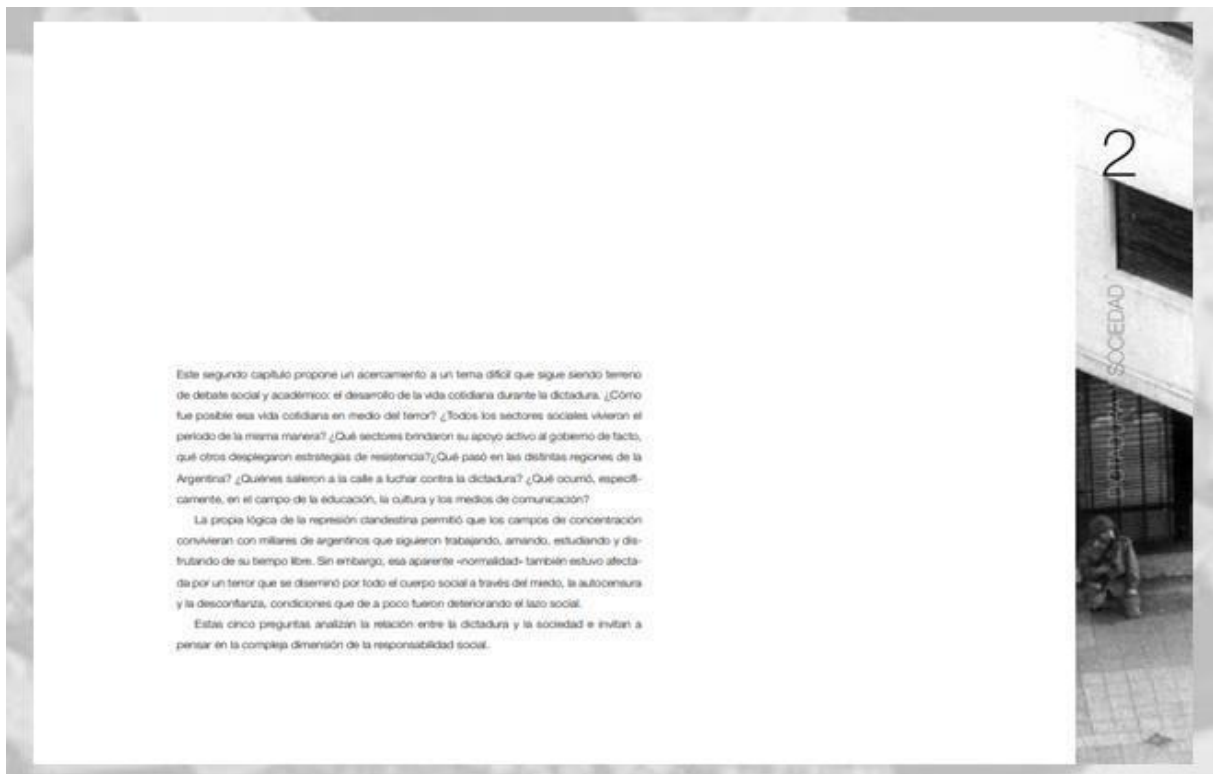 2
DICTADURA Y SOCIEDAD
Este segundo capítulo propone un acercamiento a un tema difícil que sigue siendo terreno
de debate social y académico: el desarrollo de la vida cotidiana durante la dictadura. ¿Cómo
fue posible esa vida cotidiana en medio del terror? ¿Todos los sectores sociales vivieron el
período de la misma manera? ¿Qué sectores brindaron su apoyo activo al gobierno de facto,
qué otros desplegaron estrategias de resistencia?¿Qué pasó en las distintas regiones de la
Argentina? ¿Quiénes salieron a la calle a luchar contra la dictadura? ¿Qué ocurrió, específi-
camente, en el campo de la educación, la cultura y los medios de comunicación?
La propia lógica de la represión clandestina permitió que los campos de concentración
convivieran con millares de argentinos que siguieron trabajando, amando, estudiando y dis-
frutando de su tiempo libre. Sin embargo, esa aparente «normalidad» también estuvo afecta-
da por un terror que se diseminó por todo el cuerpo social a través del miedo, la autocensura
y la desconfianza, condiciones que de a poco fueron deteriorando el lazo social.
Estas cinco preguntas analizan la relación entre la dictadura y la sociedad e invitan a
pensar en la compleja dimensión de la responsabilidad social.